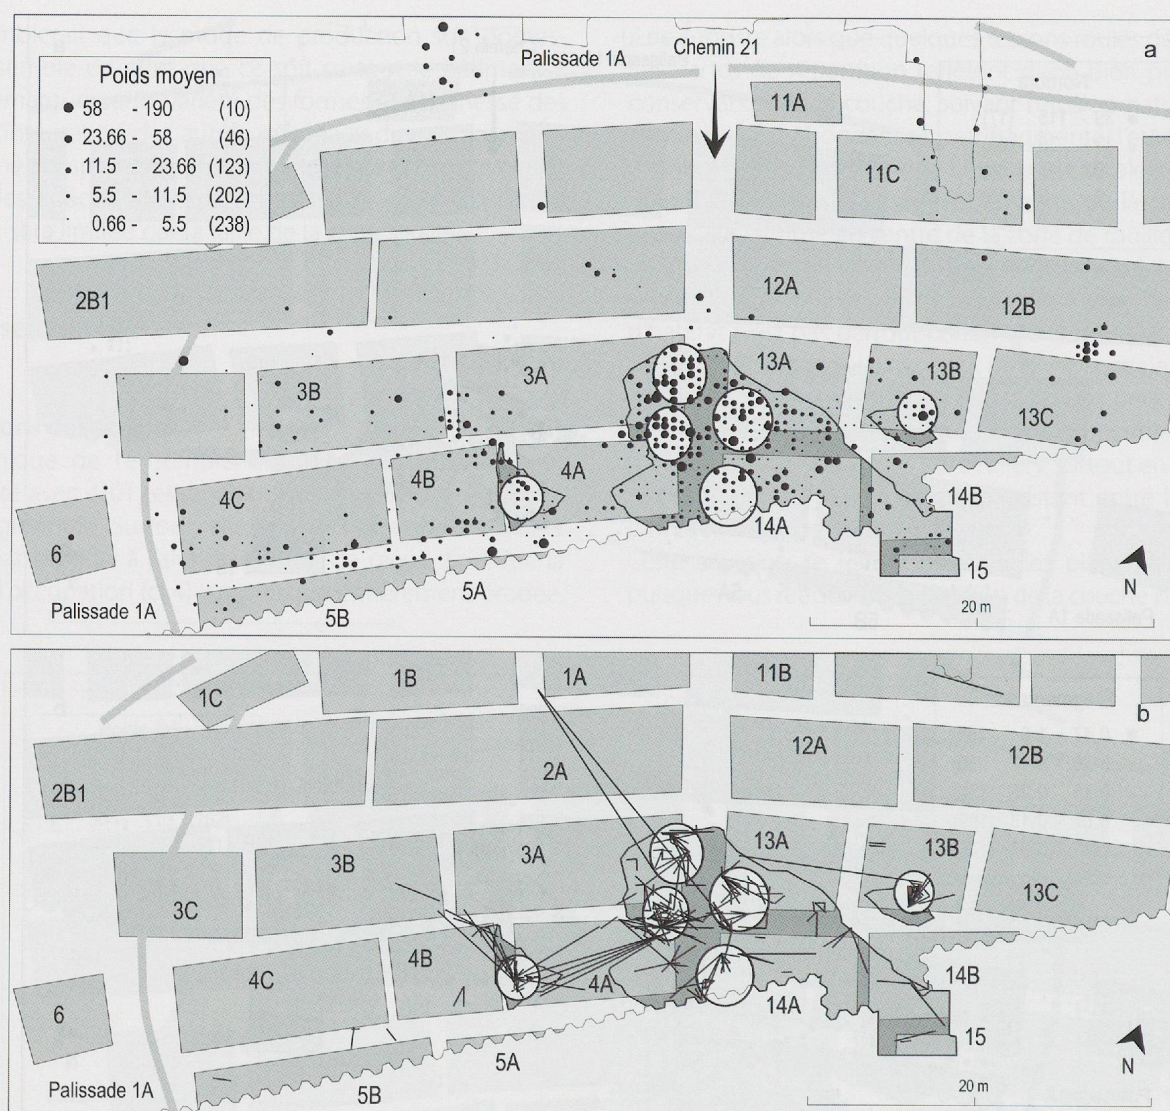 a
Palissade 1A
Chemin 21
Poids moyen
58 - 190 (10)
23.66 - 58 (46)
11.5 - 23.66 (123)
5.5 - 11.5 (202)
0.66 - 5.5 (238)
11A
11C
2B1
12A
12B
3B
3A
13A
13B
13C
4C
4B
4A
14B
14A
6
15
5A
5B
Palissade 1A
N
20 m
1C
1B
1A
11B
b
2A
12A
12B
2B1
3B
3A
13A
13B
3C
13C
4C
4B
4A
14B
14A
6
15
5A
5B
Palissade 1A
N
20 m